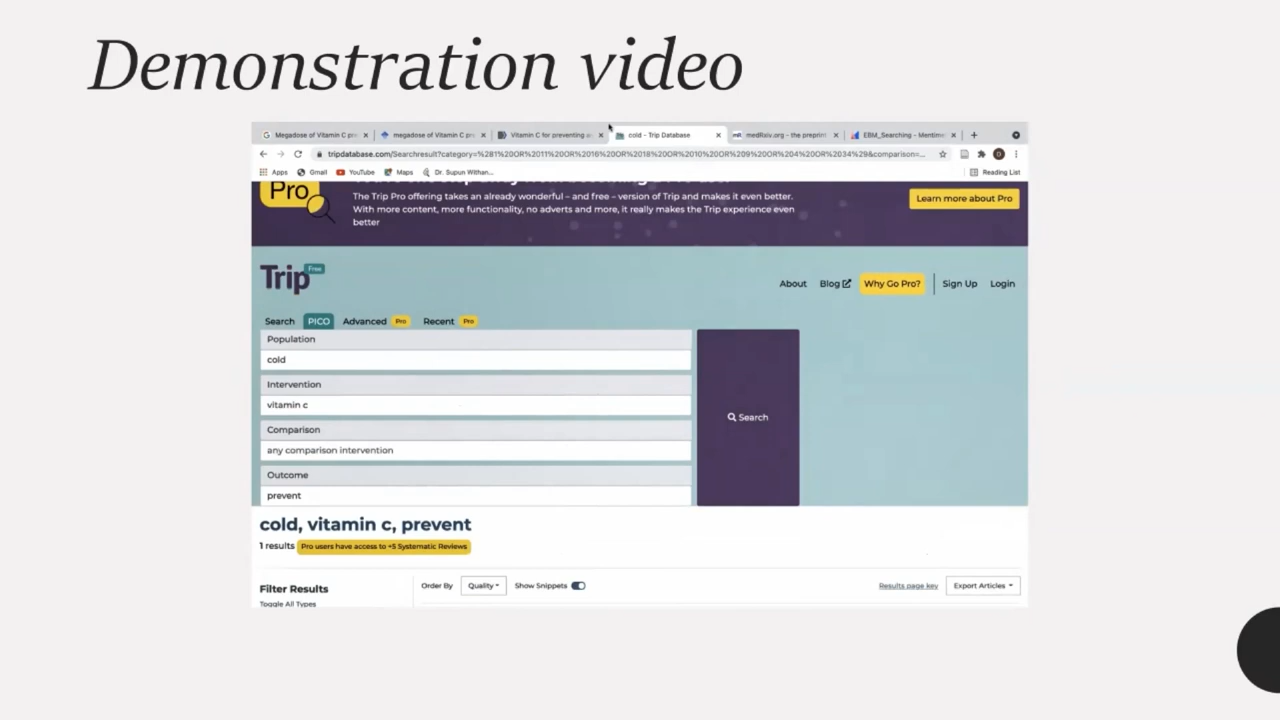 Demonstration video
Megadose of Vitamin C pr
megadose of Vitamin C pr
Vitamin C for preventing a
cold - Trip Database
medRxiv.org - the preprint
EBM_Searching - Mentime
tripdatabase.com/Searchresult?category=%281%20OR%2011%20OR%2016%20OR%2018%20OR%2010%20OR%209%20OR%204%20OR%2034%29&comparison=...
Apps Gmail YouTube Maps Dr. Supun Withan... Reading List
Pro
The Trip Pro offering takes an already wonderful – and free – version of Trip and makes it even better.
With more content, more functionality, no adverts and more, it really makes the Trip experience even
better
Learn more about Pro
Trip Free
About Blog Why Go Pro? Sign Up Login
Search PICO Advanced Pro Recent Pro
Population
cold
Intervention
vitamin c
Search
Comparison
any comparison intervention
Outcome
prevent
cold, vitamin c, prevent
1 results Pro users have access to +5 Systematic Reviews
Filter Results
Toggle All Types
Order By Quality Show Snippets Results page key Export Articles